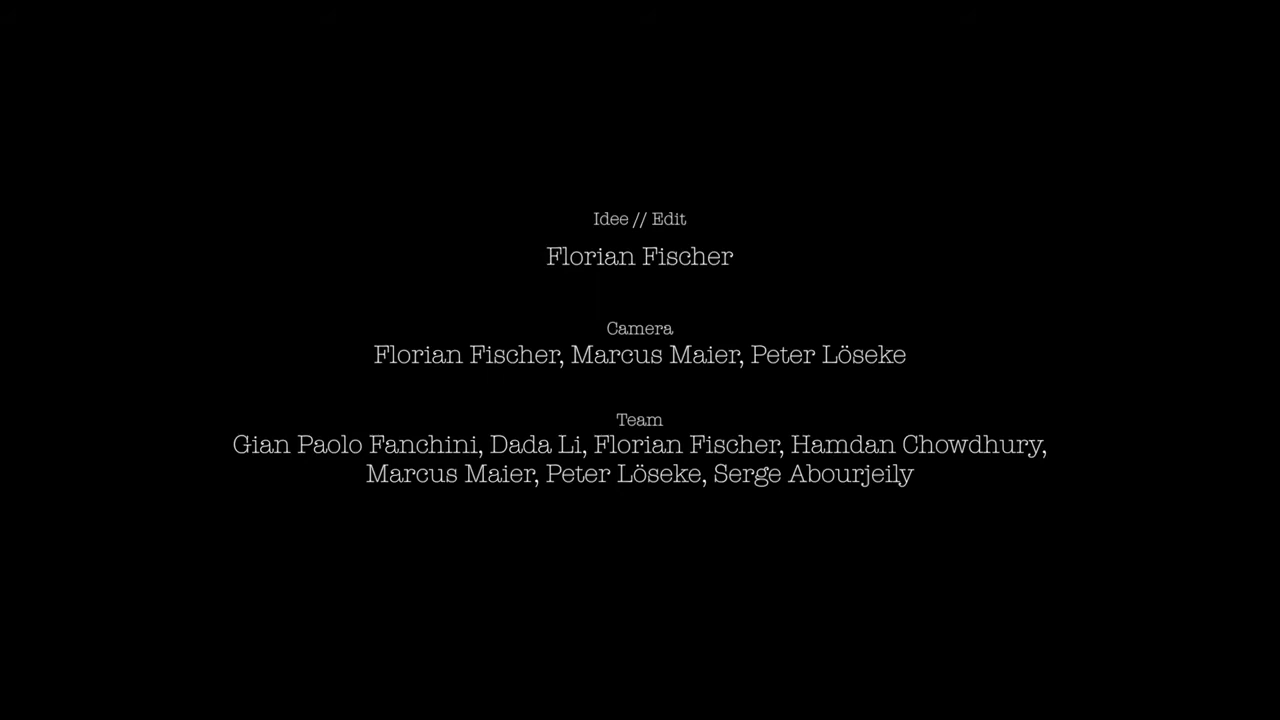 Idee // Edit
Florian Fischer
Camera
Florian Fischer, Marcus Maier, Peter Löseke
Team
Gian Paolo Fanchini, Dada Li, Florian Fischer, Hamdan Chowdhury,
Marcus Maier, Peter Löseke, Serge Abourjeily